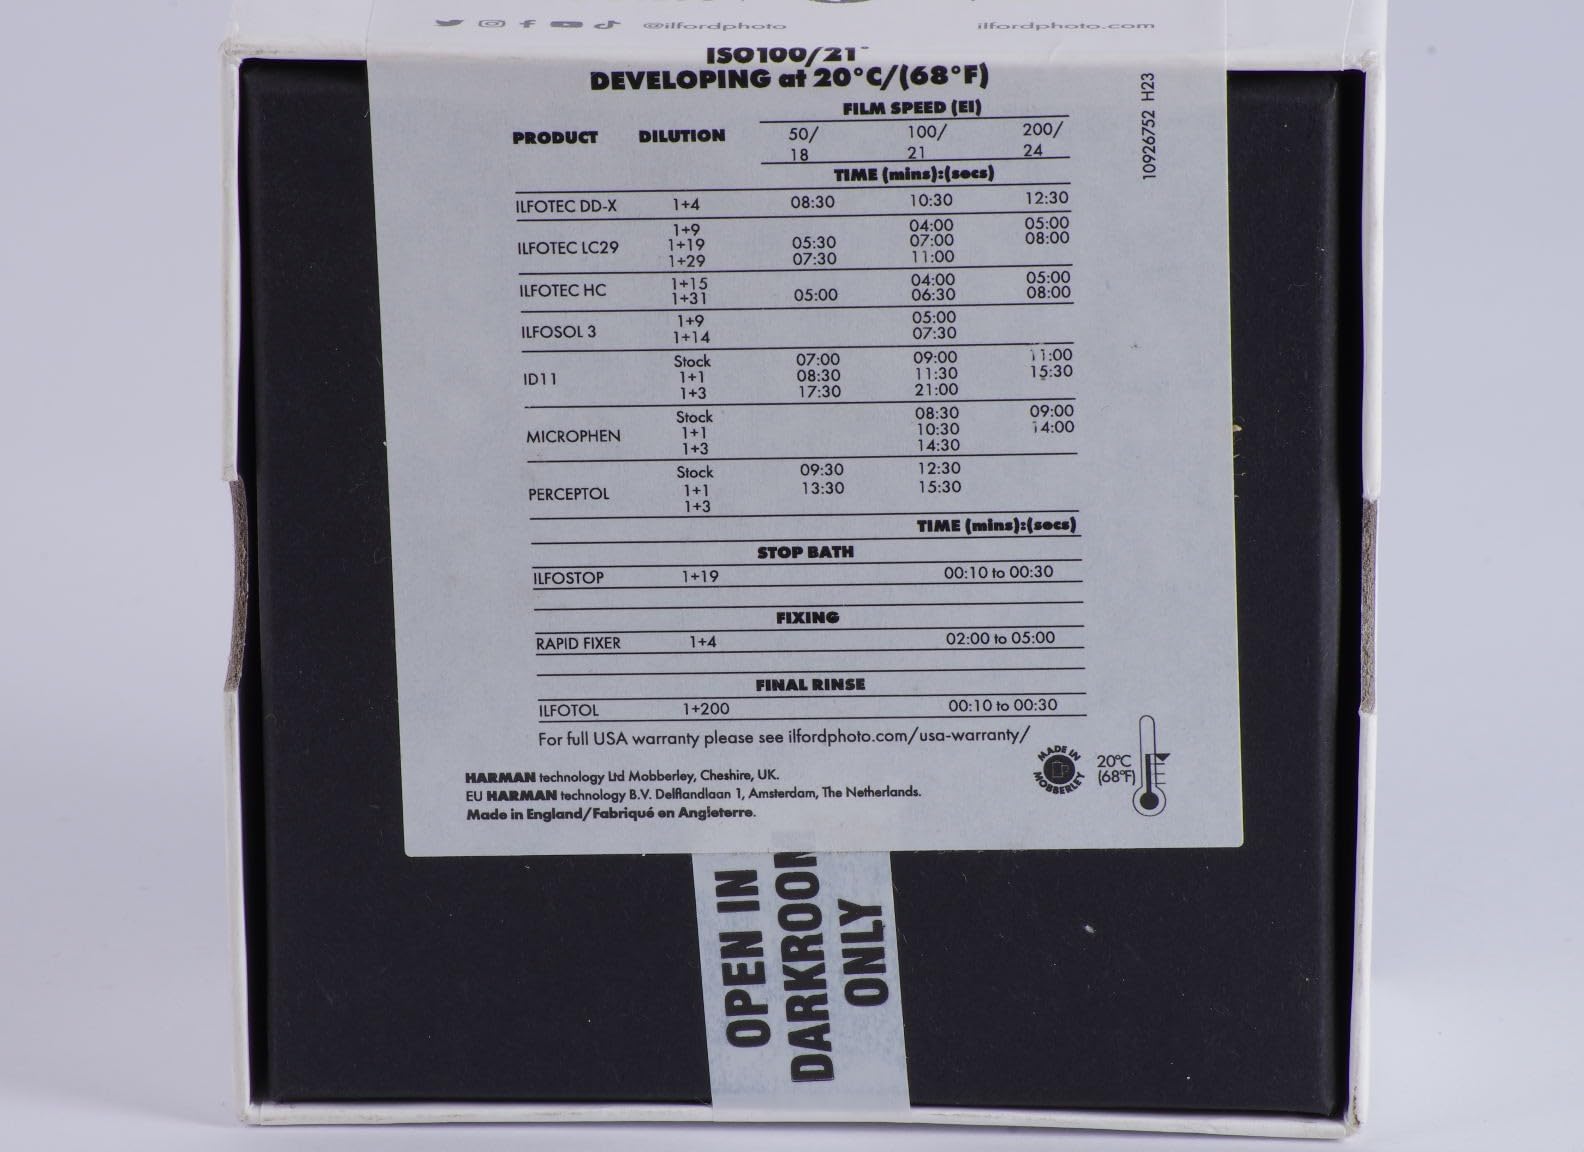 @ilfordphoto ilfordphoto.com
ISO100/21°
DEVELOPING at 20°C/(68°F)
10926752 H23
FILM SPEED (EI)
PRODUCT DILUTION 50/ 100/ 200/
18 21 24
TIME (mins):(secs)
ILFOTEC DD-X 1+4 08:30 10:30 12:30
1+9 04:00 05:00
ILFOTEC LC29 1+19 05:30 07:00 08:00
1+29 07:30 11:00
ILFOTEC HC 1+15 04:00 05:00
1+31 05:00 06:30 08:00
ILFOSOL 3 1+9 05:00
1+14 07:30
Stock 07:00 09:00 11:00
ID11 1+1 08:30 11:30 15:30
1+3 17:30 21:00
Stock 08:30 09:00
MICROPHEN 1+1 10:30 14:00
1+3 14:30
Stock 09:30 12:30
PERCEPTOL 1+1 13:30 15:30
1+3
TIME (mins):(secs)
STOP BATH
ILFOSTOP 1+19 00:10 to 00:30
FIXING
RAPID FIXER 1+4 02:00 to 05:00
FINAL RINSE
ILFOTOL 1+200 00:10 to 00:30
For full USA warranty please see ilfordphoto.com/usa-warranty/
HARMAN technology Ltd Mobberley, Cheshire, UK.
EU HARMAN technology B.V. Delflandlaan 1, Amsterdam, The Netherlands.
Made in England/Fabriqué en Angleterre.
MADE IN MOBBERLEY
20°C
(68°F)
OPEN IN
DARKROOM
ONLY